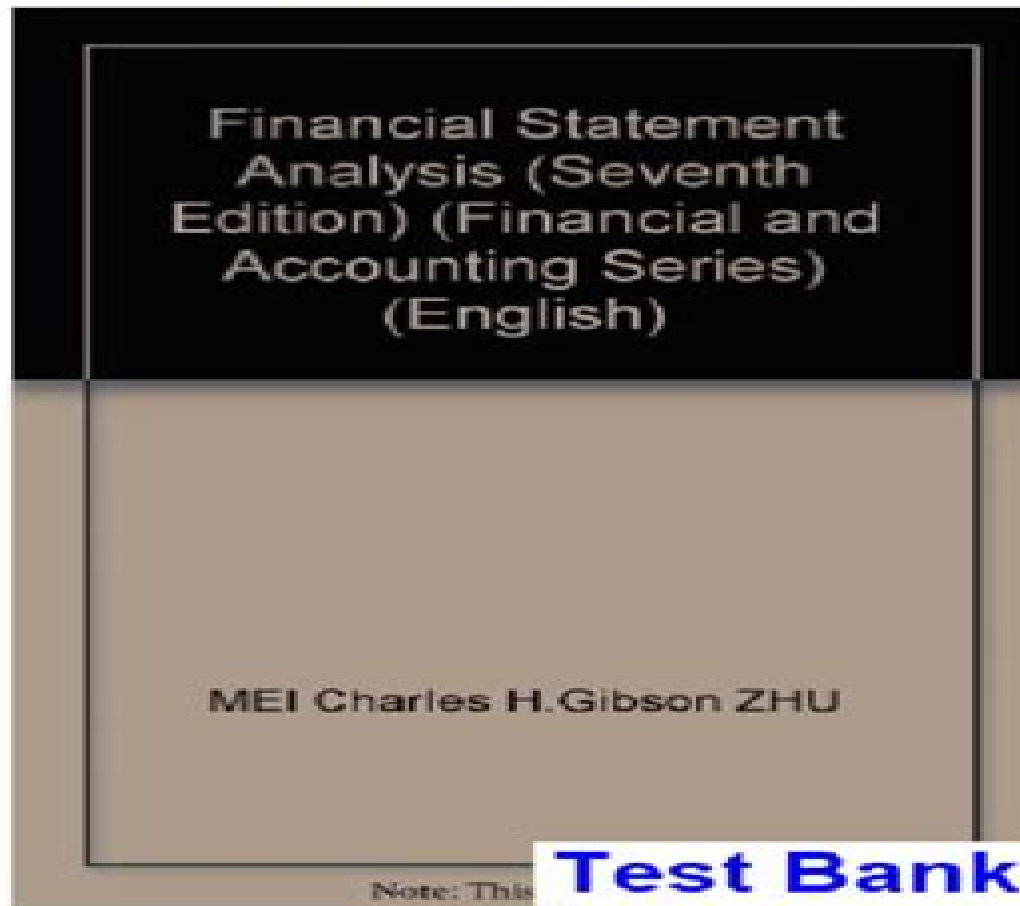 Financial Statement
Analysis (Seventh
Edition) (Financial and
Accounting Series)
(English)
MEI Charles H.Gibson ZHU
Note: This
Test Bank